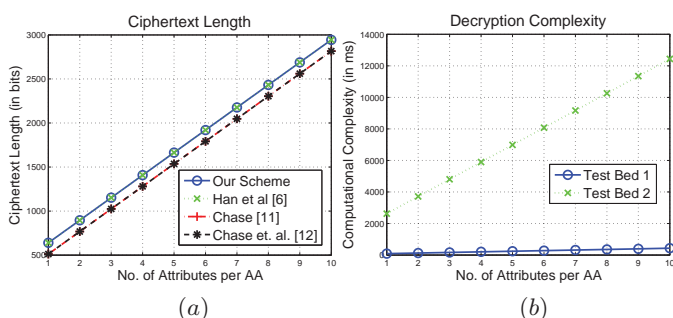 Ciphertext Length
Ciphertext Length (in bits)
3000
2500
2000
1500
1000
500
1 2 3 4 5 6 7 8 9 10
No. of Attributes per AA
Our Scheme
Han et al [6]
Chase [11]
Chase et. al. [12]
(a)
Decryption Complexity
Computational Complexity (in ms)
14000
12000
10000
8000
6000
4000
2000
0
1 2 3 4 5 6 7 8 9 10
No. of Attributes per AA
Test Bed 1
Test Bed 2
(b)